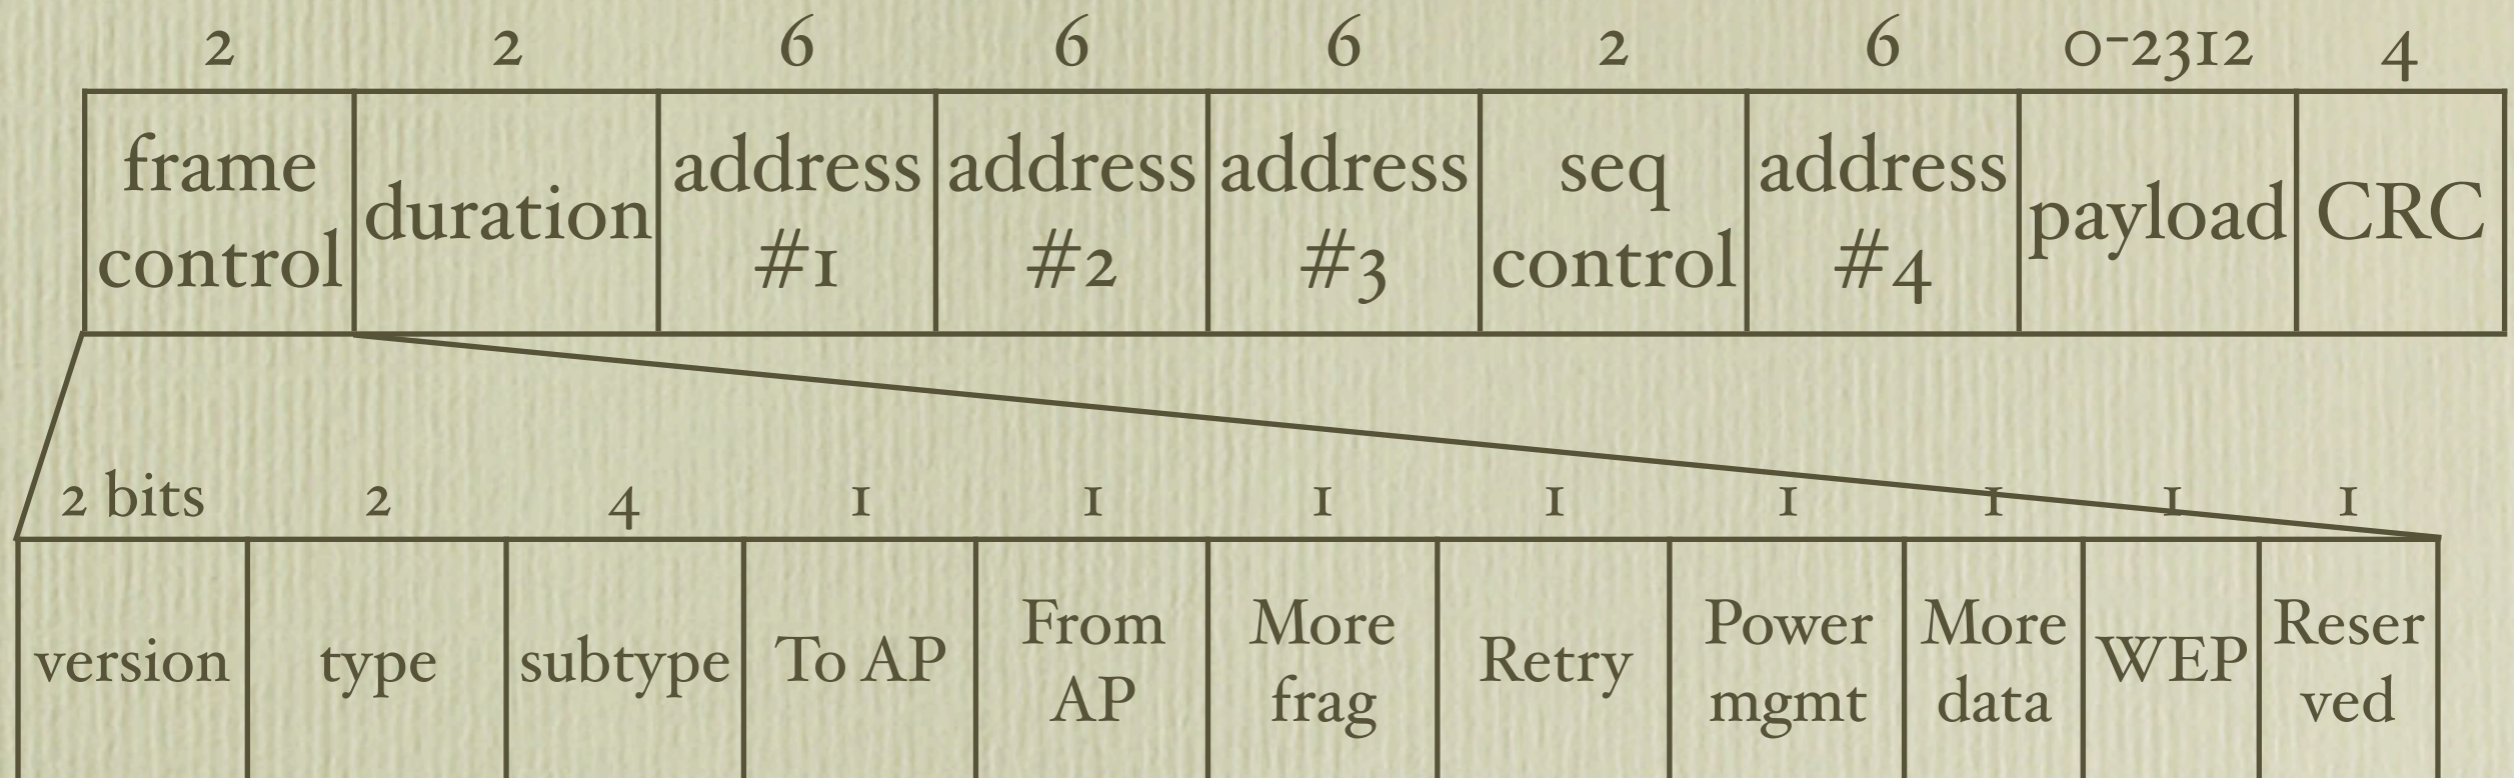 2 2 6 6 6 2 6 0-2312 4
frame control duration address #1 address #2 address #3 seq control address #4 payload CRC
2 bits 2 4 1 1 1 1 1 1 1 1
version type subtype To AP From AP More frag Retry Power mgmt More data WEP Reser ved